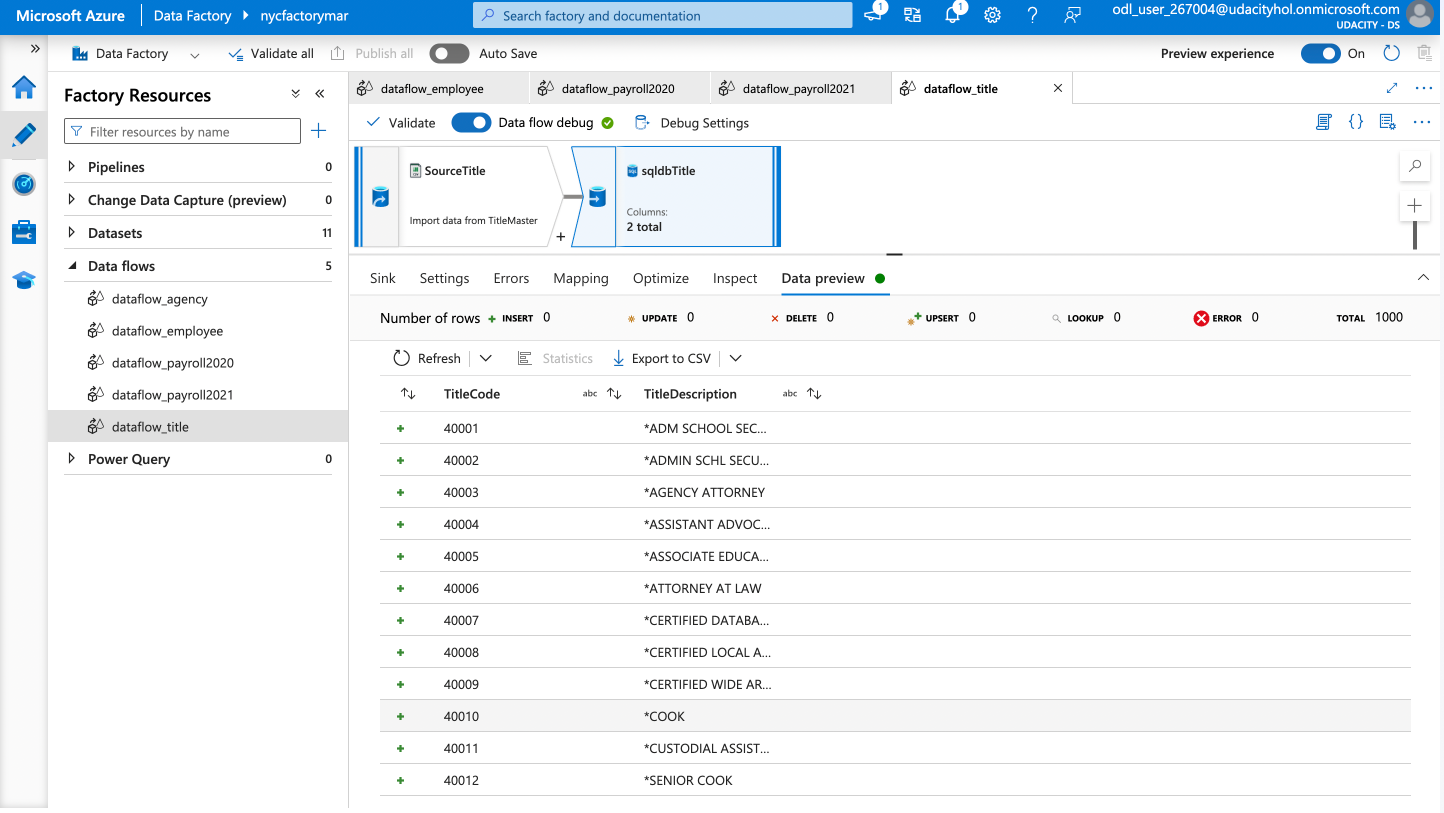 Microsoft Azure Data Factory nycfactorymar Search factory and documentation 1 1 odl_user_267004@udacityhol.onmicrosoft.com
UDACITY - DS
Data Factory Validate all Publish all Auto Save Preview experience On
Factory Resources
Filter resources by name
Pipelines 0
Change Data Capture (preview) 0
Datasets 11
Data flows 5
dataflow_agency
dataflow_employee
dataflow_payroll2020
dataflow_payroll2021
dataflow_title
Power Query 0
dataflow_employee dataflow_payroll2020 dataflow_payroll2021 dataflow_title
Validate Data flow debug Debug Settings
SourceTitle
Import data from TitleMaster
+
sqldbTitle
Columns:
2 total
Sink Settings Errors Mapping Optimize Inspect Data preview
Number of rows + INSERT 0 UPDATE 0 DELETE 0 UPSERT 0 LOOKUP 0 ERROR 0 TOTAL 1000
Refresh Statistics Export to CSV
TitleCode abc TitleDescription abc
+ 40001 *ADM SCHOOL SEC...
+ 40002 *ADMIN SCHL SECU...
+ 40003 *AGENCY ATTORNEY
+ 40004 *ASSISTANT ADVOC...
+ 40005 *ASSOCIATE EDUCA...
+ 40006 *ATTORNEY AT LAW
+ 40007 *CERTIFIED DATABA...
+ 40008 *CERTIFIED LOCAL A...
+ 40009 *CERTIFIED WIDE AR...
+ 40010 *COOK
+ 40011 *CUSTODIAL ASSIST...
+ 40012 *SENIOR COOK